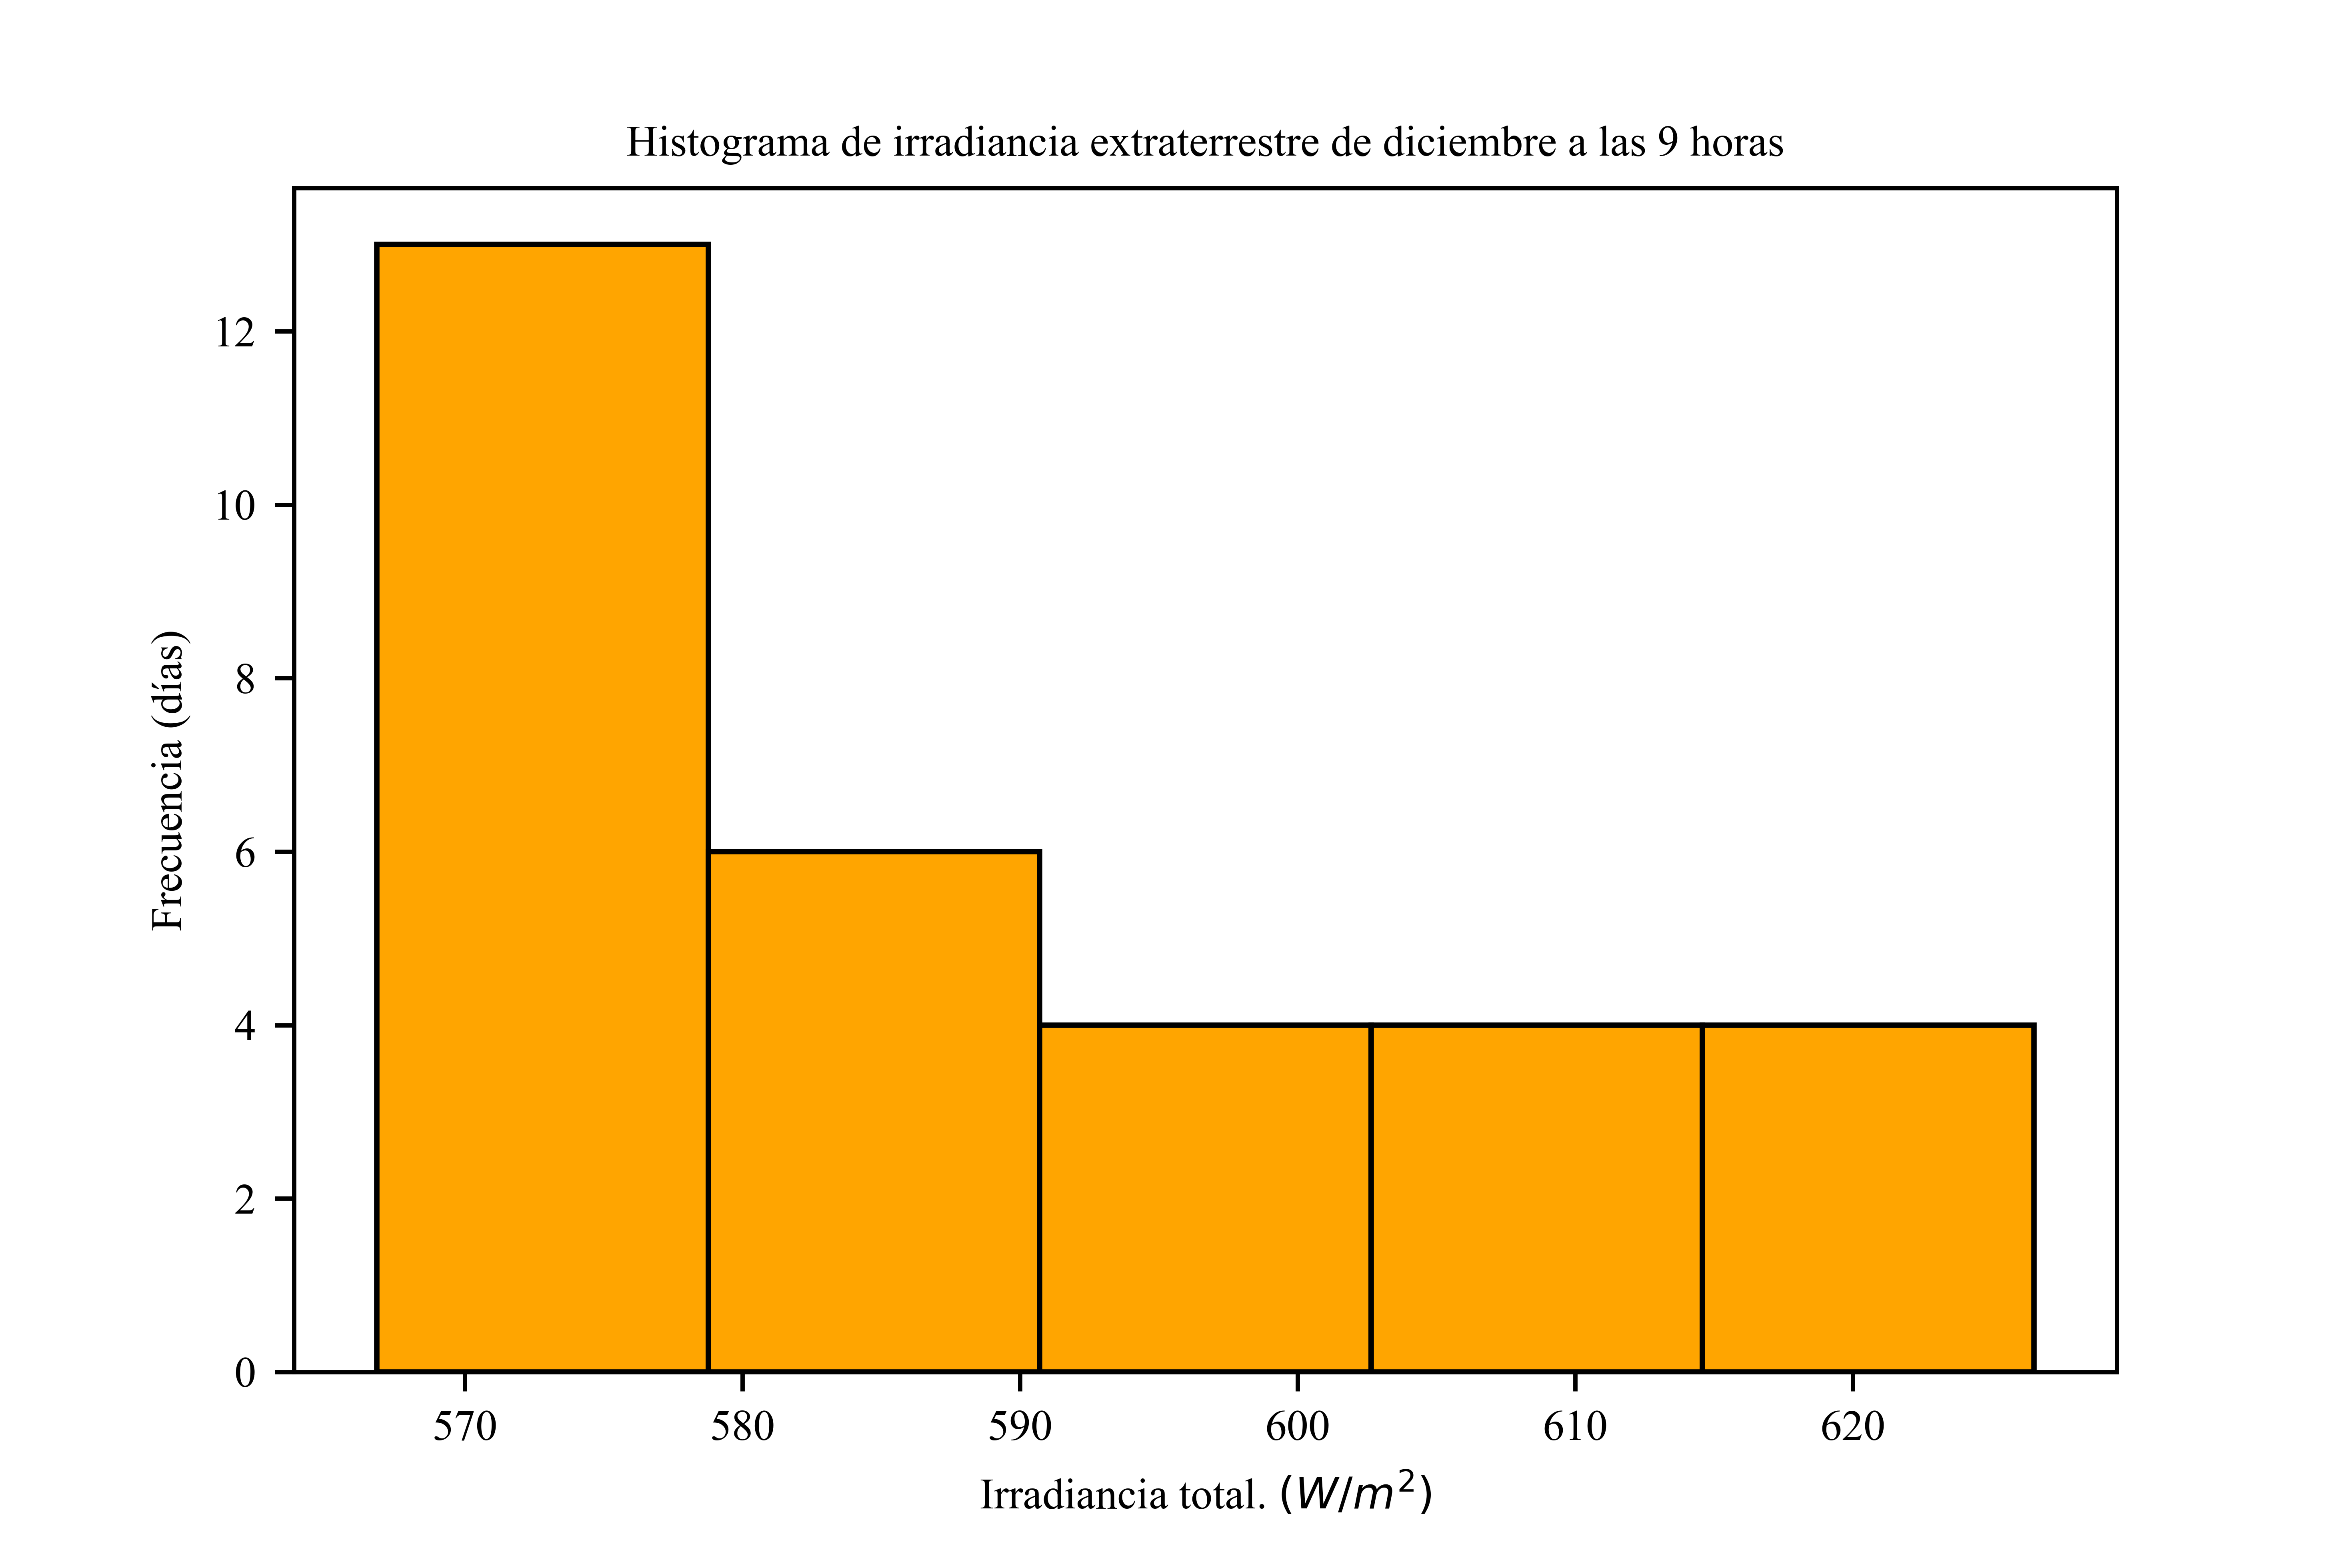 Histograma de irradiancia extraterrestre de diciembre a las 9 horas
Frecuencia (días)
12
10
8
6
4
2
0
570 580 590 600 610 620
Irradiancia total. (W/m²)